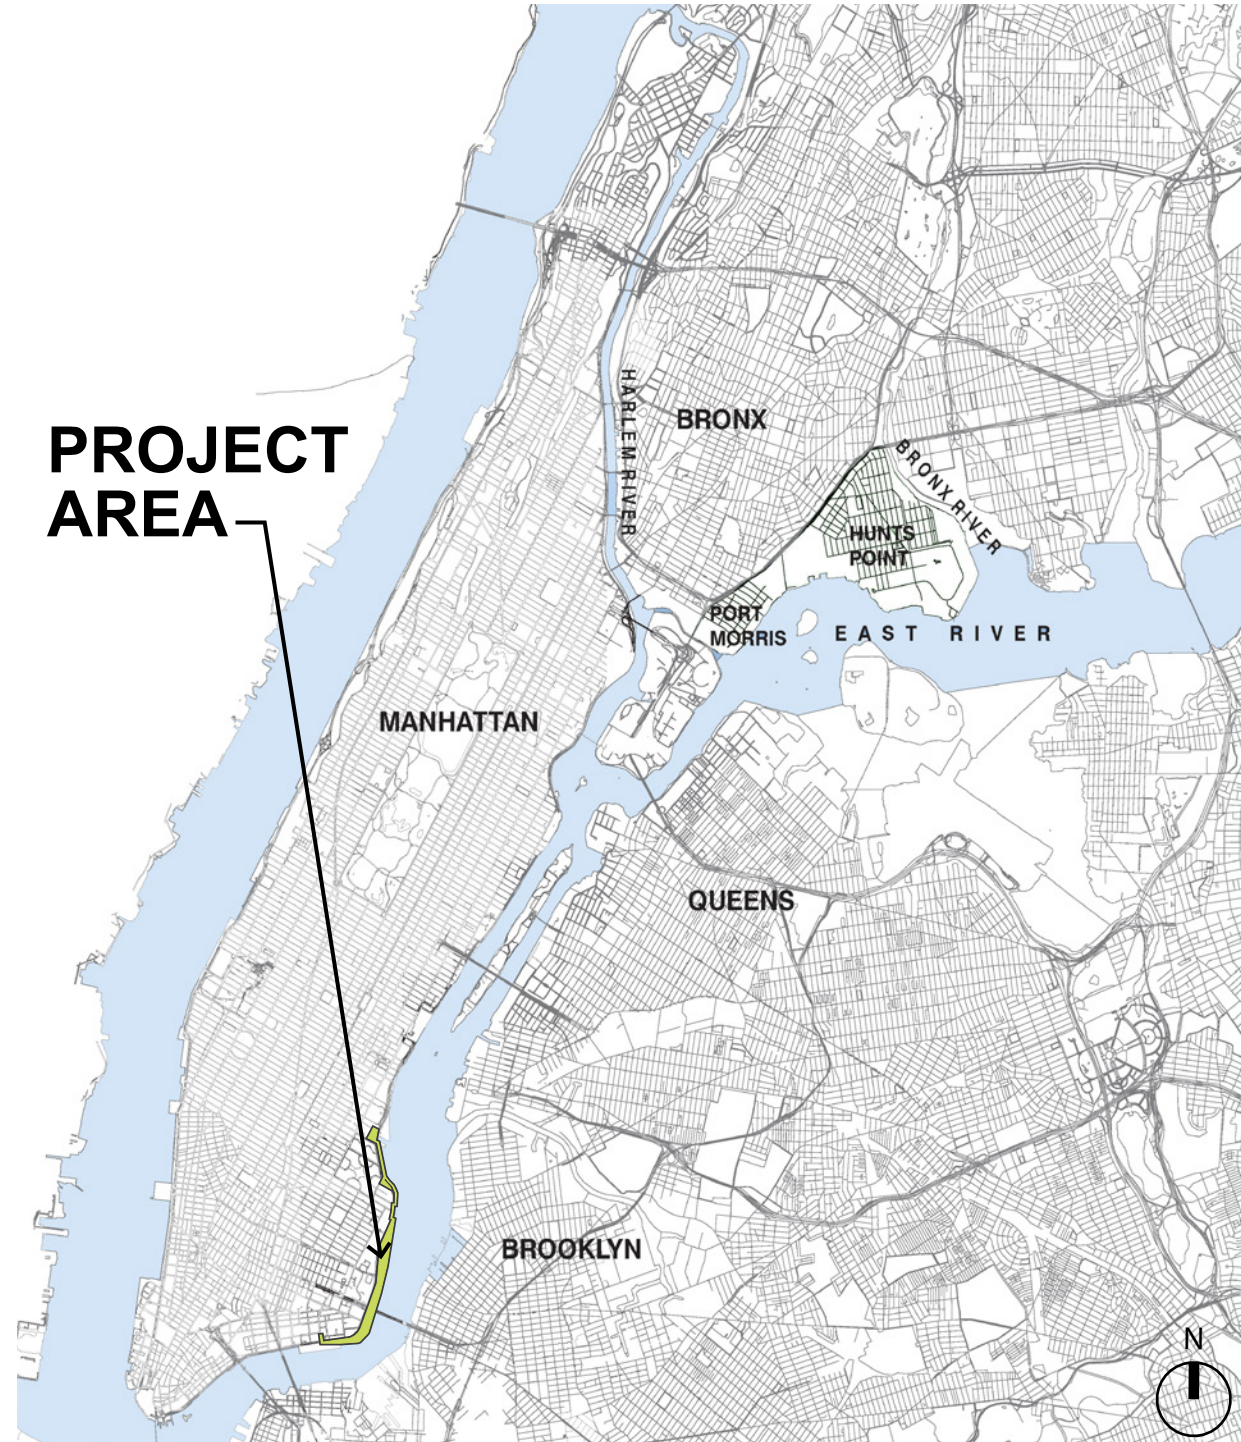 PROJECT
AREA
HARLEM RIVER
BRONX
BRONX RIVER
HUNTS
POINT
PORT
MORRIS
EAST RIVER
MANHATTAN
QUEENS
BROOKLYN
N